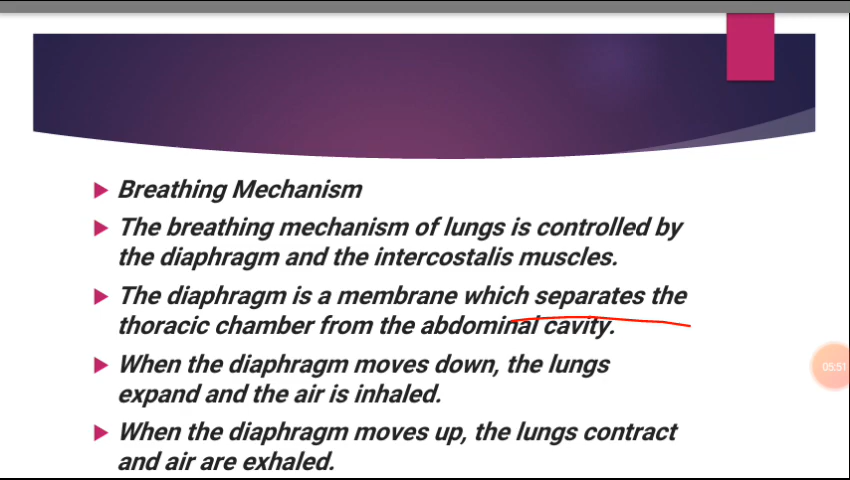 Breathing Mechanism
The breathing mechanism of lungs is controlled by
the diaphragm and the intercostalis muscles.
The diaphragm is a membrane which separates the
thoracic chamber from the abdominal cavity.
When the diaphragm moves down, the lungs
expand and the air is inhaled.
When the diaphragm moves up, the lungs contract
and air are exhaled.
05:51